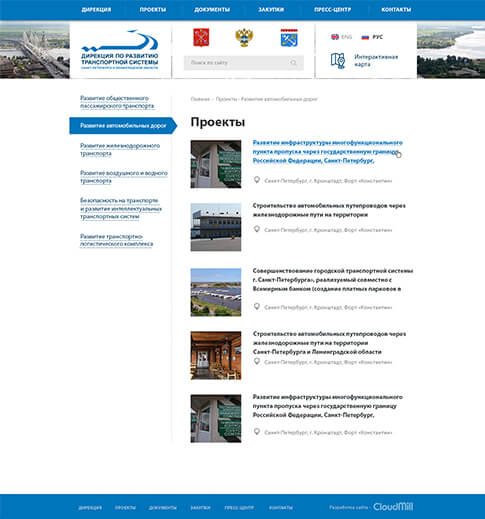 ДИРЕКЦИЯ ПРОЕКТЫ ДОКУМЕНТЫ ЗАКУПКИ ПРЕСС-ЦЕНТР КОНТАКТЫ
ДИРЕКЦИЯ ПО РАЗВИТИЮ
ТРАНСПОРТНОЙ СИСТЕМЫ
САНКТ-ПЕТЕРБУРГА И ЛЕНИНГРАДСКОЙ ОБЛАСТИ
ENG РУС
Поиск по сайту
Интерактивная
карта
Развитие общественного
пассажирского транспорта
Развитие автомобильных дорог
Развитие железнодорожного
транспорта
Развитие воздушного и водного
транспорта
Безопасность на транспорте
и развитие интеллектуальных
транспортных систем
Развитие транспортно-
логистического комплекса
Главная - Проекты - Развитие автомобильных дорог
Проекты
Развитие инфраструктуры многофункционального
пункта пропуска через государственную границу
Российской Федерации, Санкт-Петербург,
Санкт-Петербург, г. Кронштадт, Форт «Константин»
Строительство автомобильных путепроводов через
железнодорожные пути на территории
Санкт-Петербург, г. Кронштадт, Форт «Константин»
Совершенствование городской транспортной системы
г. Санкт-Петербурга», реализуемый совместно с
Всемирным банком (создание платных парковок в
Санкт-Петербург, г. Кронштадт, Форт «Константин»
Строительство автомобильных путепроводов через
железнодорожные пути на территории
Санкт-Петербурга и Ленинградской области
Санкт-Петербург, г. Кронштадт, Форт «Константин»
Развитие инфраструктуры многофункционального
пункта пропуска через государственную границу
Российской Федерации, Санкт-Петербург,
Санкт-Петербург, г. Кронштадт, Форт «Константин»
ДИРЕКЦИЯ ПРОЕКТЫ ДОКУМЕНТЫ ЗАКУПКИ ПРЕСС-ЦЕНТР КОНТАКТЫ
Разработка сайта - CloudMill